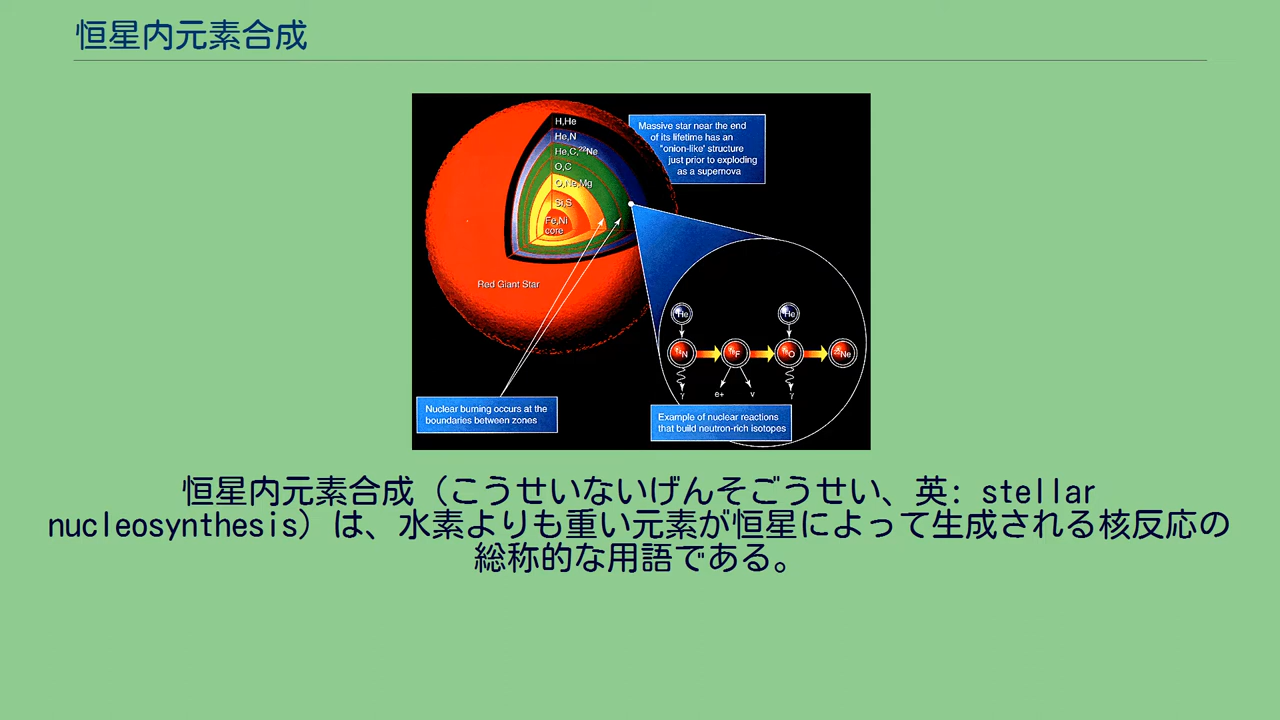 恒星内元素合成
H,He
He,N
He,C,²²Ne
O,C
O,Ne,Mg
Si,S
Fe,Ni
core
Red Giant Star
Massive star near the end
of its lifetime has an
"onion-like' structure
just prior to exploding
as a supernova
He
He
¹⁴N
¹⁸F
¹⁸O
²²Ne
γ
e+
ν
γ
Nuclear burning occurs at the
boundaries between zones
Example of nuclear reactions
that build neutron-rich isotopes
恒星内元素合成（こうせいないげんそごうせい、英: stellar
nucleosynthesis）は、水素よりも重い元素が恒星によって生成される核反応の
総称的な用語である。